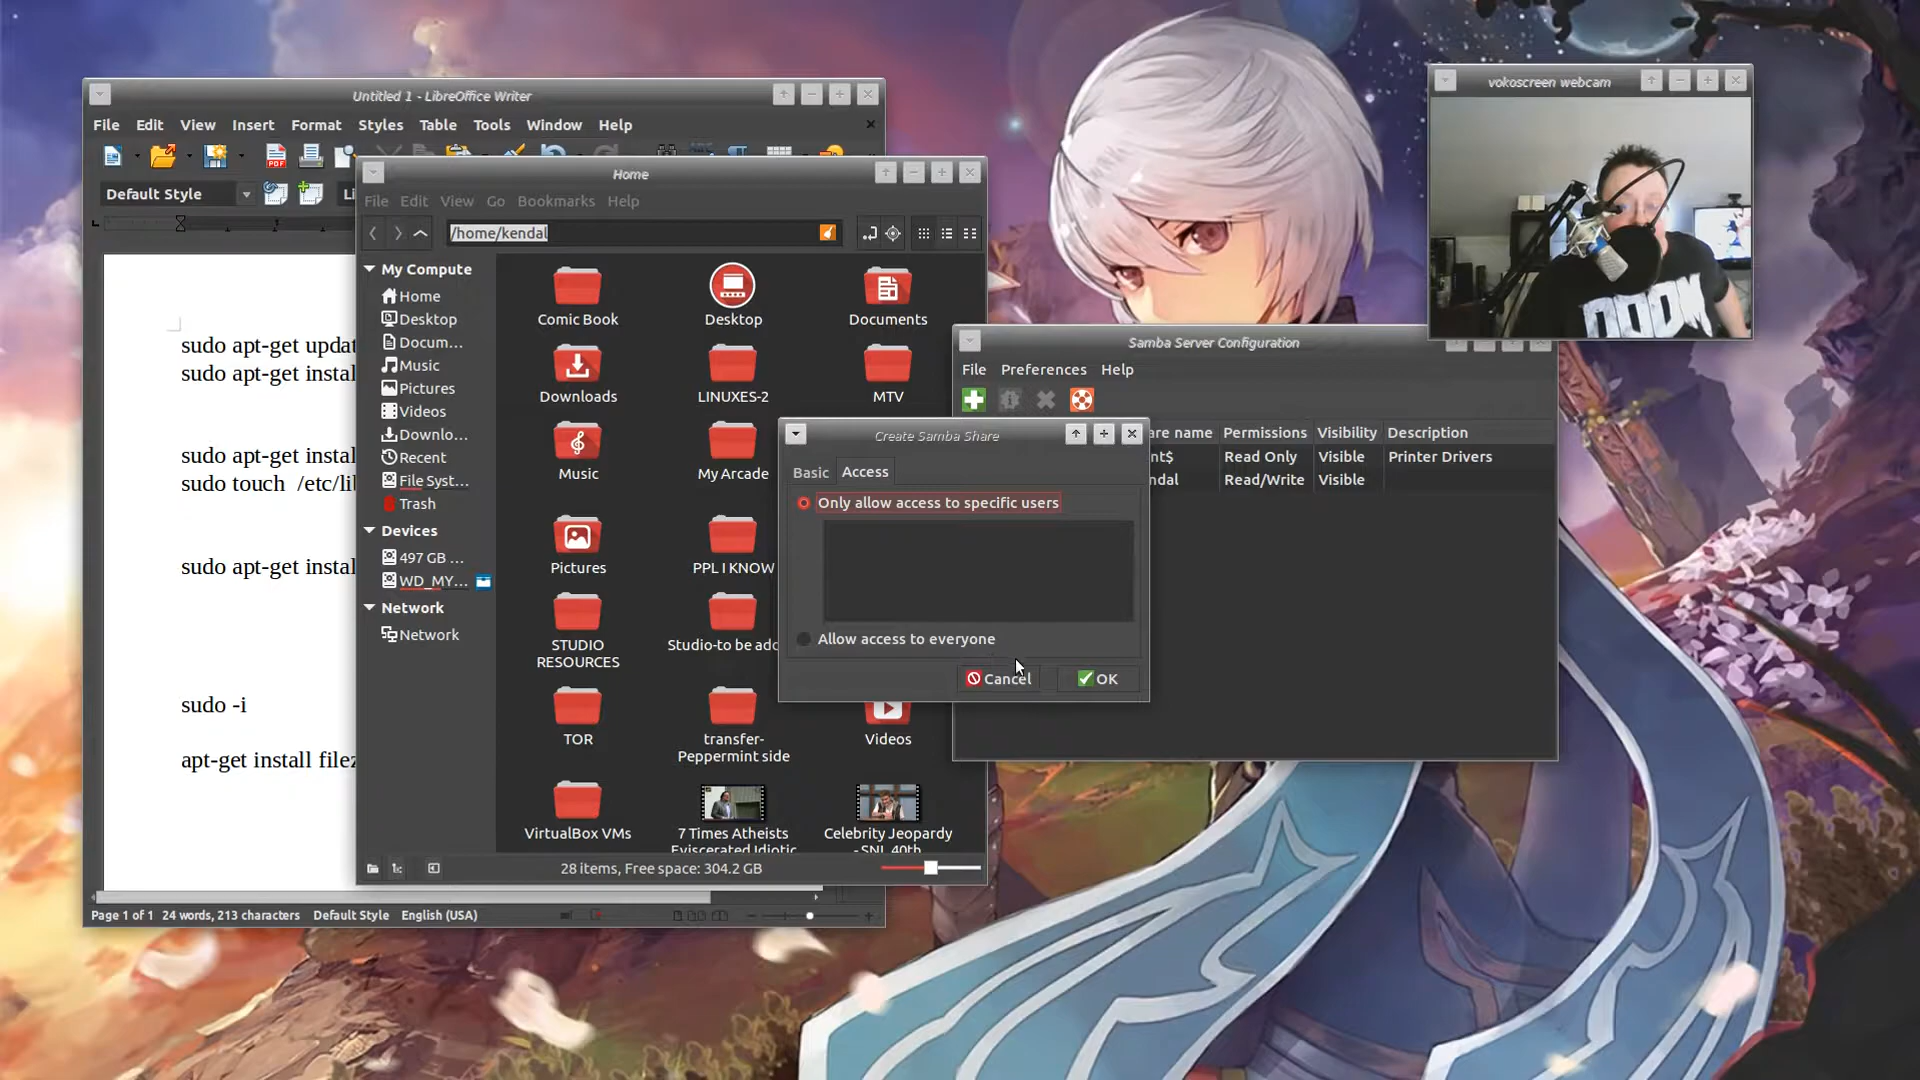 Untitled 1 - LibreOffice Writer
File Edit View Insert Format Styles Table Tools Window Help
Default Style
sudo apt-get updat
sudo apt-get instal
sudo apt-get instal
sudo touch /etc/li
sudo apt-get instal
sudo -i
apt-get install filez
Page 1 of 1 24 words, 213 characters Default Style English (USA)
Home
File Edit View Go Bookmarks Help
/home/kendal
My Compute
Home
Desktop
Docum...
Music
Pictures
Videos
Downlo...
Recent
File Syst...
Trash
Devices
497 GB ...
WD_MY...
Network
Network
Comic Book Desktop Documents
Downloads LINUXES-2 MTV
Music My Arcade
Pictures PPL I KNOW
STUDIO
RESOURCES
Studio-to be add
TOR
transfer-
Peppermint side
Videos
VirtualBox VMs
7 Times Atheists
Eviscerated Idiotic
Celebrity Jeopardy
- SNL 40th
28 items, Free space: 304.2 GB
Create Samba Share
Basic Access
Only allow access to specific users
Allow access to everyone
Cancel OK
Samba Server Configuration
File Preferences Help
are name Permissions Visibility Description
nt$ Read Only Visible Printer Drivers
ndal Read/Write Visible
vokoscreen webcam
DOOM